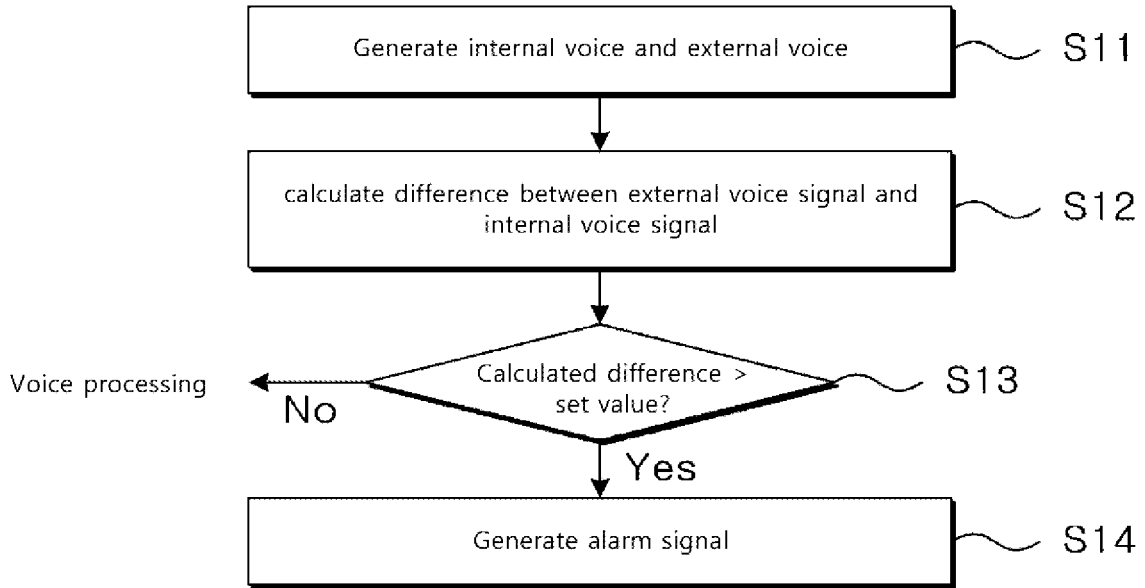 Generate internal voice and external voice
S11
calculate difference between external voice signal and
internal voice signal
S12
Calculated difference >
set value?
S13
Voice processing
No
Yes
Generate alarm signal
S14